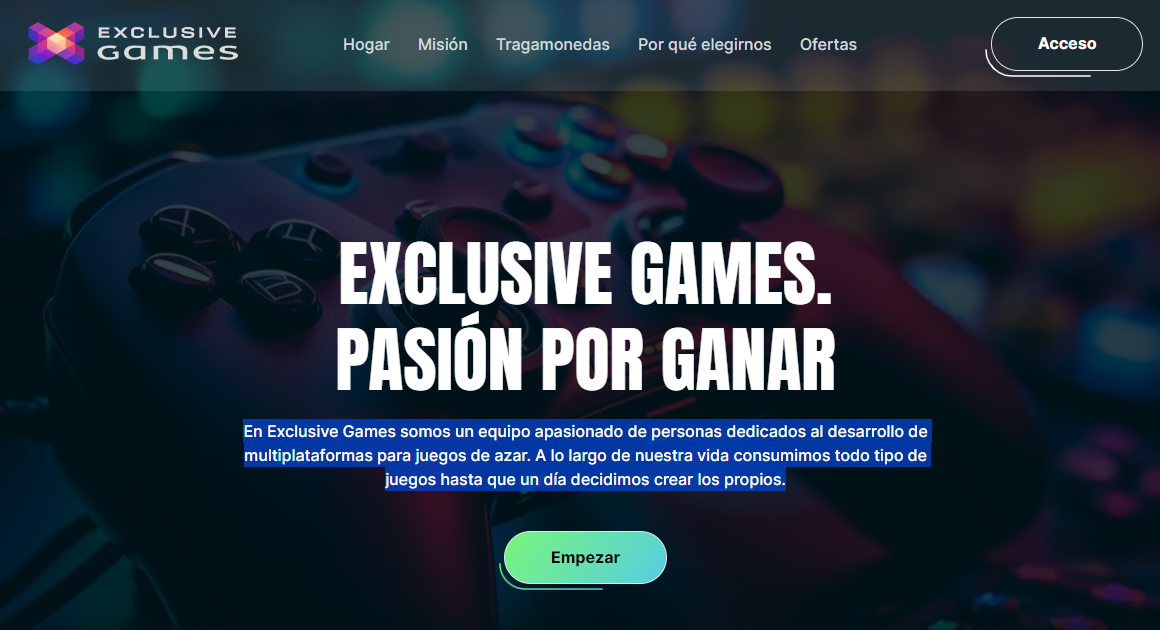 EXCLUSIVE
games
Hogar
Misión
Tragamonedas
Por qué elegirnos
Ofertas
Acceso
EXCLUSIVE GAMES.
PASIÓN POR GANAR
En Exclusive Games somos un equipo apasionado de personas dedicados al desarrollo de
multiplataformas para juegos de azar. A lo largo de nuestra vida consumimos todo tipo de
juegos hasta que un día decidimos crear los propios.
Empezar